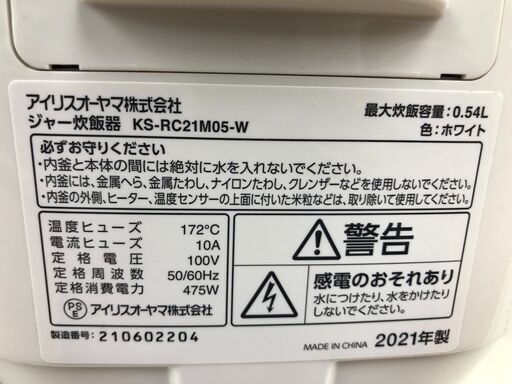 アイリスオーヤマ株式会社
ジャー炊飯器 KS-RC21M05-W
最大炊飯容量:0.54L
色:ホワイト
必ずお守りください
・内釜と本体の間には絶対に水を入れないでください。
・内釜には、金属へら、金属たわし、ナイロンたわし、クレンザーなどを使用しないでください。
・内釜の外側、ヒーター、温度センサーの上面に付いた米粒などは、取り除いて使用してください。
温度ヒューズ 172°C
電流ヒューズ 10A
定格電圧 100V
定格周波数 50/60Hz
定格消費電力 475W
PSE アイリスオーヤマ株式会社
製造番号・210602204
警告
感電のおそれあり
水につけたり、水をかけたり
しないでください。
MADE IN CHINA 2021年製